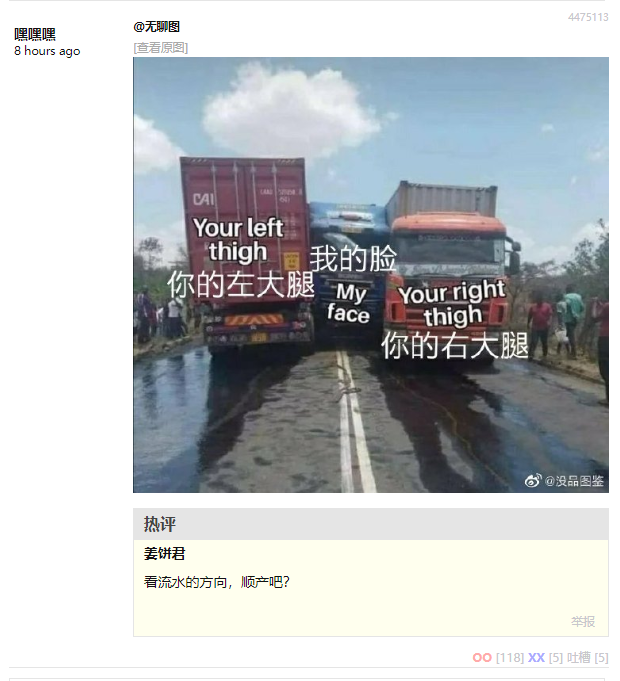 4475113
嘿嘿嘿
8 hours ago
@无聊图
[查看原图]
CAI
Your left
thigh
你的左大腿
我的脸
My
face
Your right
thigh
你的右大腿
@没品图鉴
热评
姜饼君
看流水的方向，顺产吧?
举报
OO [118] XX [5] 吐槽 [5]